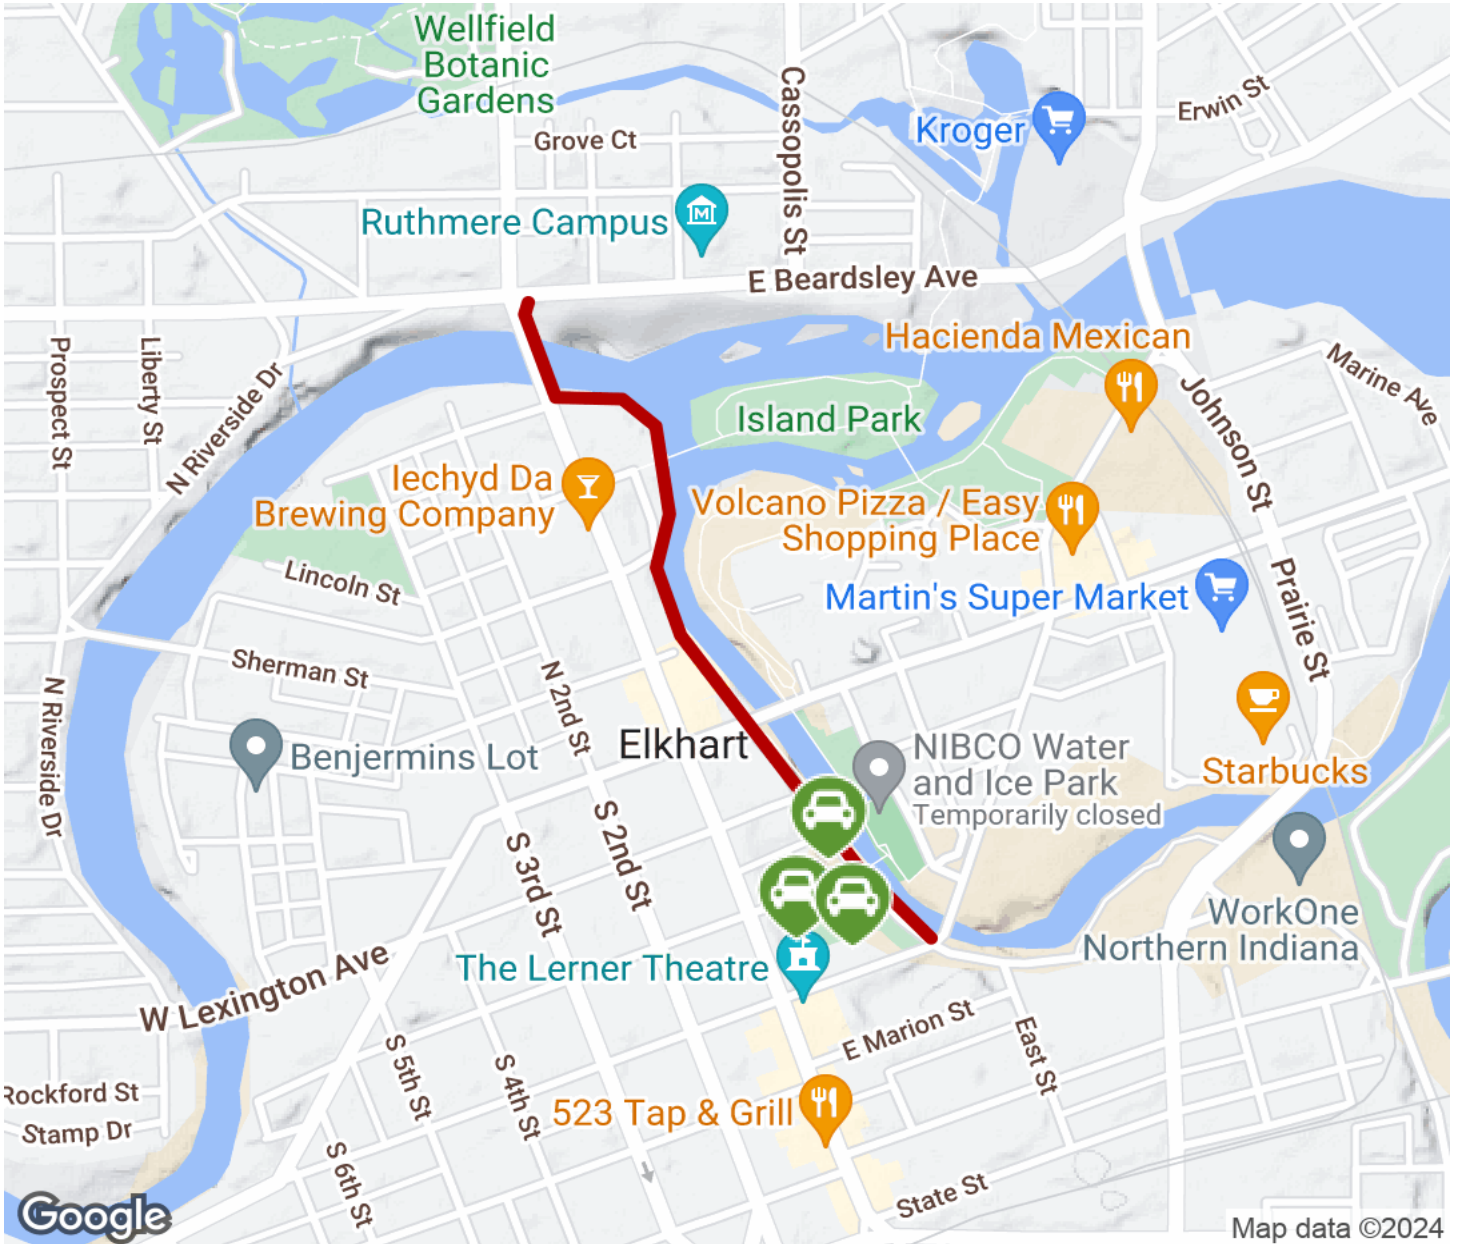 Wellfield
Botanic
Gardens
Cassopolis St
Grove Ct
Kroger
Erwin St
Ruthmere Campus
E Beardsley Ave
Hacienda Mexican
Prospect St
Liberty St
N Riverside Dr
Marine Ave
Johnson St
Island Park
Iechyd Da
Brewing Company
Volcano Pizza / Easy
Shopping Place
Lincoln St
Martin's Super Market
Prairie St
Sherman St
N 2nd St
N Riverside Dr
Elkhart
Benjermins Lot
NIBCO Water
and Ice Park
Temporarily closed
Starbucks
S 2nd St
S 3rd St
WorkOne
Northern Indiana
The Lerner Theatre
W Lexington Ave
E Marion St
East St
S 5th St
S 4th St
Rockford St
Stamp Dr
523 Tap & Grill
S 6th St
State St
Google
Map data ©2024